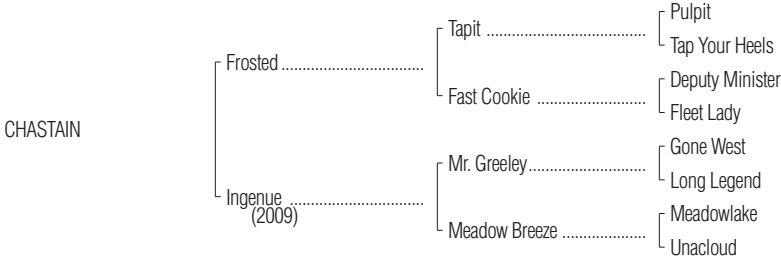 Pulpit
Tapit ........................................
Tap Your Heels
Frosted ....................................
Deputy Minister
Fast Cookie ...........................
Fleet Lady
CHASTAIN
Gone West
Mr. Greeley..............................
Long Legend
Ingenue ..................................
(2009)
Meadowlake
Meadow Breeze .....................
Unacloud